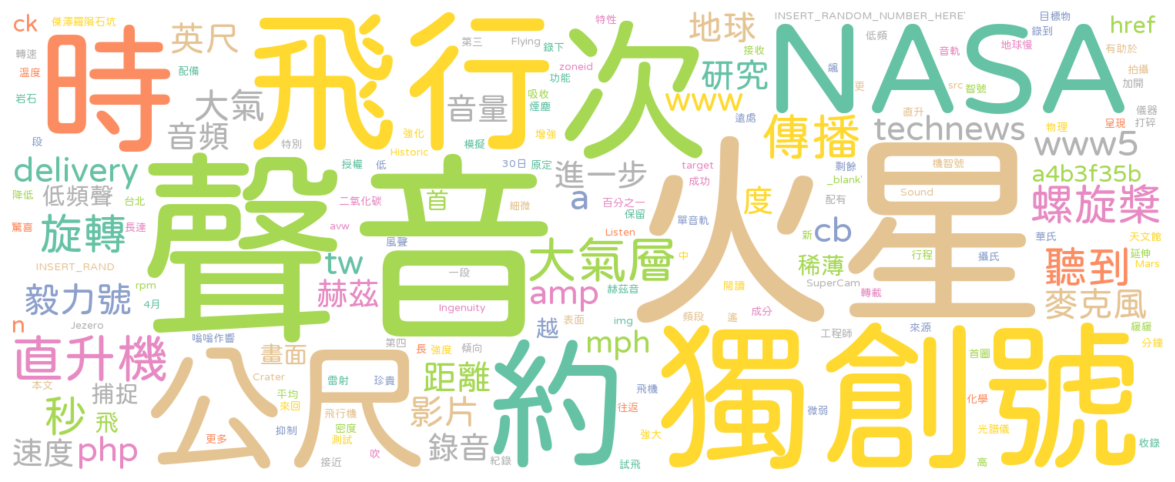 ck
傑澤羅隕石坑
轉速
溫度
岩石
段
時
英尺
配備
大氣
音頻
特別
飛行
音量
第三
Flying
zoneid
錄下
功能
吸收
煙塵
強化
模擬
增強
Historic
次
地球
研究
www
遠處
INSERT_RANDOM_NUMBER_HERE'
低頻
接收
颯
更
NASA
src
智號
直升
音軌
地球慢
目標物
錄到
href
有助於
拍攝
加開
儀器
打碎
呈現
物理
傳播
technews
www5
delivery
低頻聲
降低
台北
驚喜
長達
旋轉
INSERT_RAND
rpm
4月
毅力號
Jezero
n
授權
低
二氧化碳
avw
風聲
tw
赫茲
聲音
首
一段
Ingenuity
細微
30日
原定
進一步
a
target
成功
百分之一
保留
單音軌
Listen
大氣層
赫茲音
amp
越
表面
img
火星
度
剩餘
_blank'
配有
機智號
Sound
新
cb
行程
攝氏
稀薄
SuperCam
轉載
中
閱讀
成分
頻段
遙
a4b3f35b
螺旋槳
天文館
華氏
延伸
聽到
Mars
麥克風
緩緩
分鐘
直升機
嗡嗡作響
本文
捕捉
秒
飛
速度
php
畫面
Crater
平均
來回
抑制
更多
公尺
雷射
珍貴
飛行機
密度
測試
接近
吹
第四
長
強度
傾向
距離
影片
錄音
紀錄
mph
約
飛機
往返
強大
試飛
獨創號
工程師
來源
微弱
首圖
化學
光譜儀
高
收錄